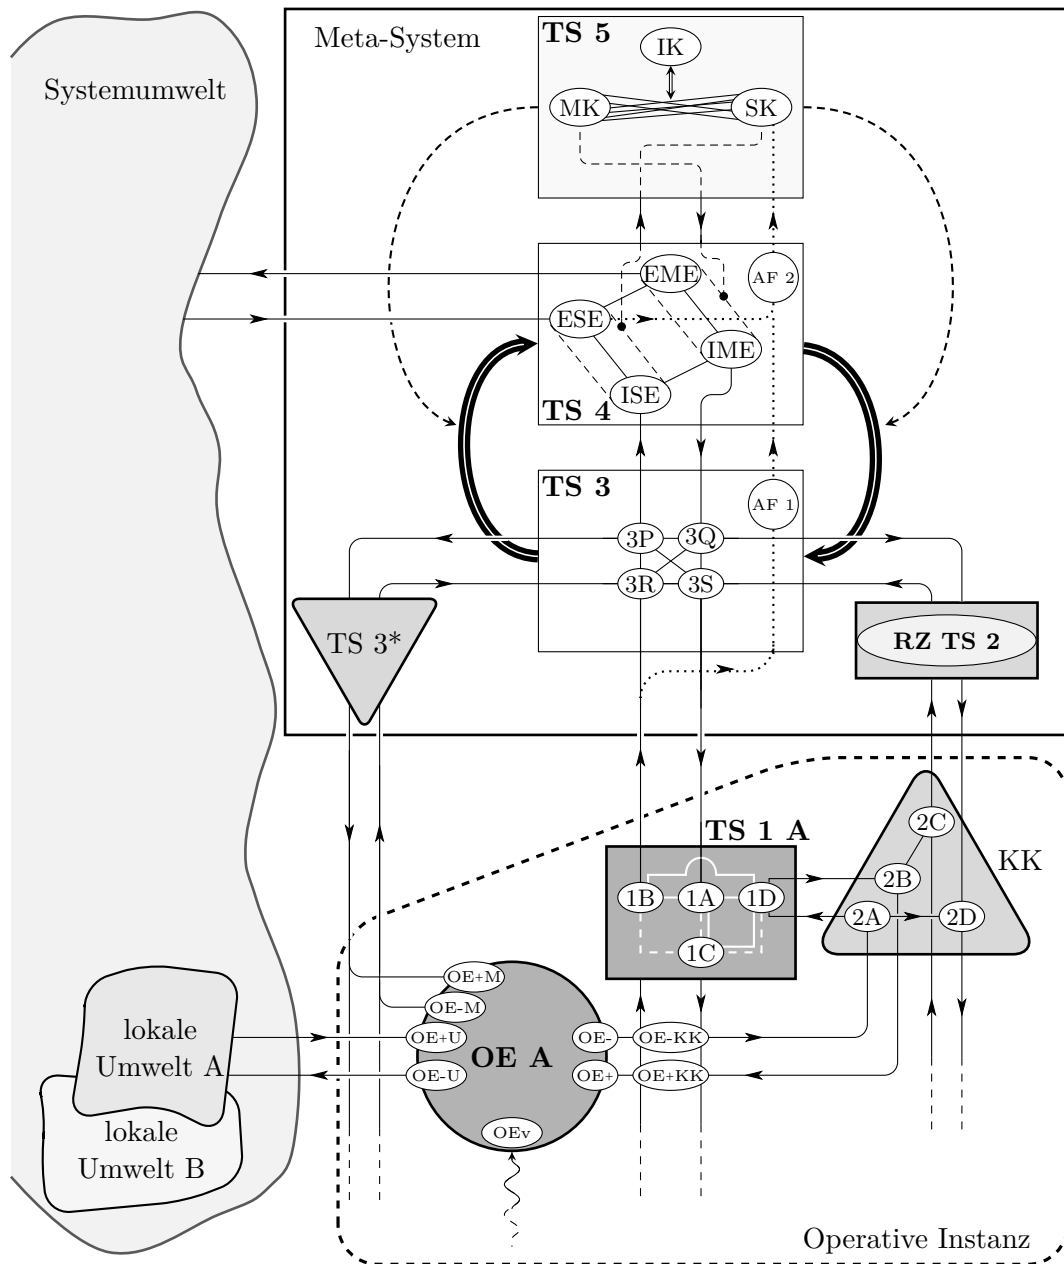 Meta-System
TS 5
IK
Systemumwelt
MK
SK
EME
AF 2
ESE
IME
ISE
TS 4
TS 3
AF 1
3P
3Q
3R
3S
TS 3*
RZ TS 2
TS 1 A
2C
KK
2B
1B
1A
1D
2A
2D
1C
OE+M
OE-M
lokale
Umwelt A
OE+U
OE A
OE-
OE-KK
OE-U
OE+
OE+KK
lokale
Umwelt B
OEv
Operative Instanz